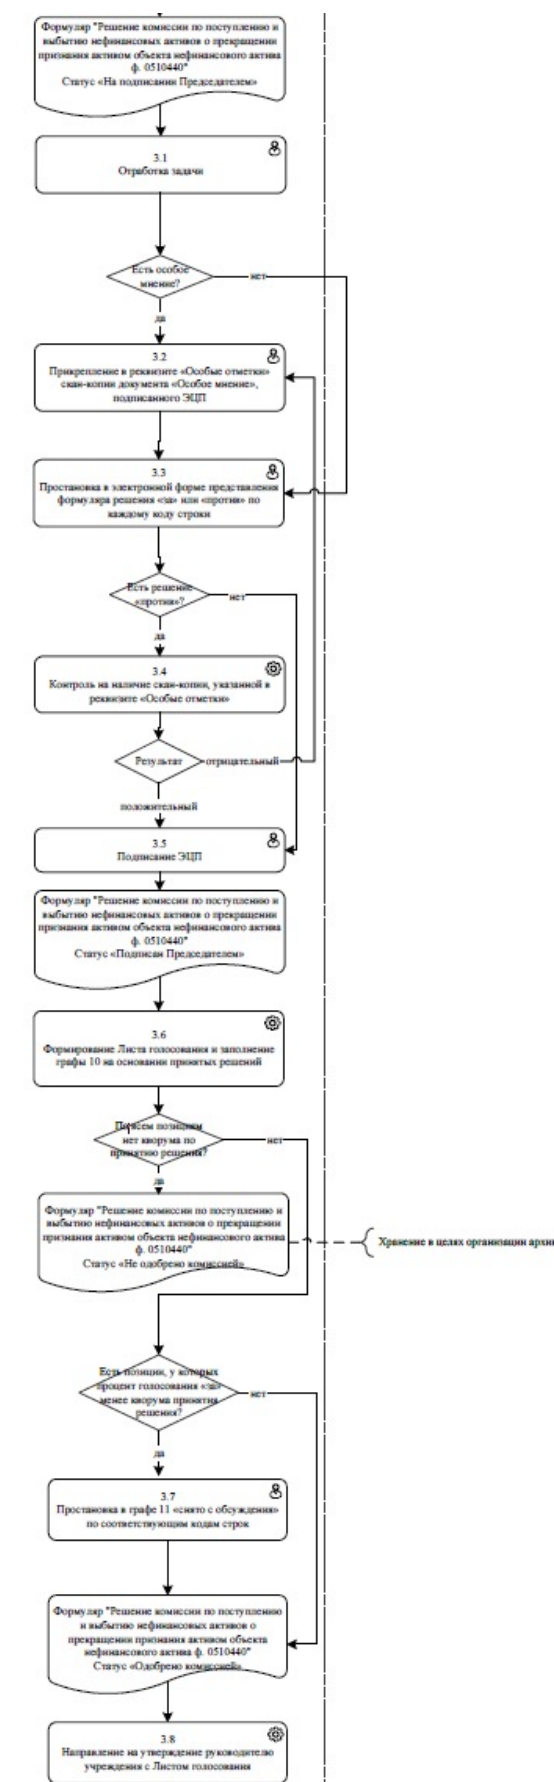 Формуляр "Решение комиссии по поступлению и
выбытию нефинансовых активов о прекращении
признания активом объекта нефинансового актива
ф. 0510440"
Статус «На подписании Председателем»
3.1
Отработка задачи
Есть особое
мнение?
нет
да
3.2
Прикрепление в реквизите «Особые отметки»
скан-копии документа «Особое мнение»,
подписанного ЭЦП
3.3
Простановка в электронной форме представления
формуляра решения «за» или «против» по
каждому коду строки
Есть решение
«против»?
нет
да
3.4
Контроль на наличие скан-копии, указанной в
реквизите «Особые отметки»
Результат
отрицательный
положительный
3.5
Подписание ЭЦП
Формуляр "Решение комиссии по поступлению и
выбытию нефинансовых активов о прекращении
признания активом объекта нефинансового актива
ф. 0510440"
Статус «Подписан Председателем»
3.6
Формирование Листа голосования и заполнение
графы 10 на основании принятых решений
По всем позициям
нет кворума по
принятию решения?
нет
да
Формуляр "Решение комиссии по поступлению и
выбытию нефинансовых активов о прекращении
признания активом объекта нефинансового актива
ф. 0510440"
Статус «Не одобрено комиссией»
Хранение в целях организации архи
Есть позиции, у которых
процент голосования «за»
менее кворума принятия
решения?
нет
да
3.7
Простановка в графе 11 «снято с обсуждения»
по соответствующим кодам строк
Формуляр "Решение комиссии по поступлению
и выбытию нефинансовых активов о
прекращении признания активом объекта
нефинансового актива ф. 0510440"
Статус «Одобрено комиссией»
3.8
Направление на утверждение руководителю
учреждения с Листом голосования